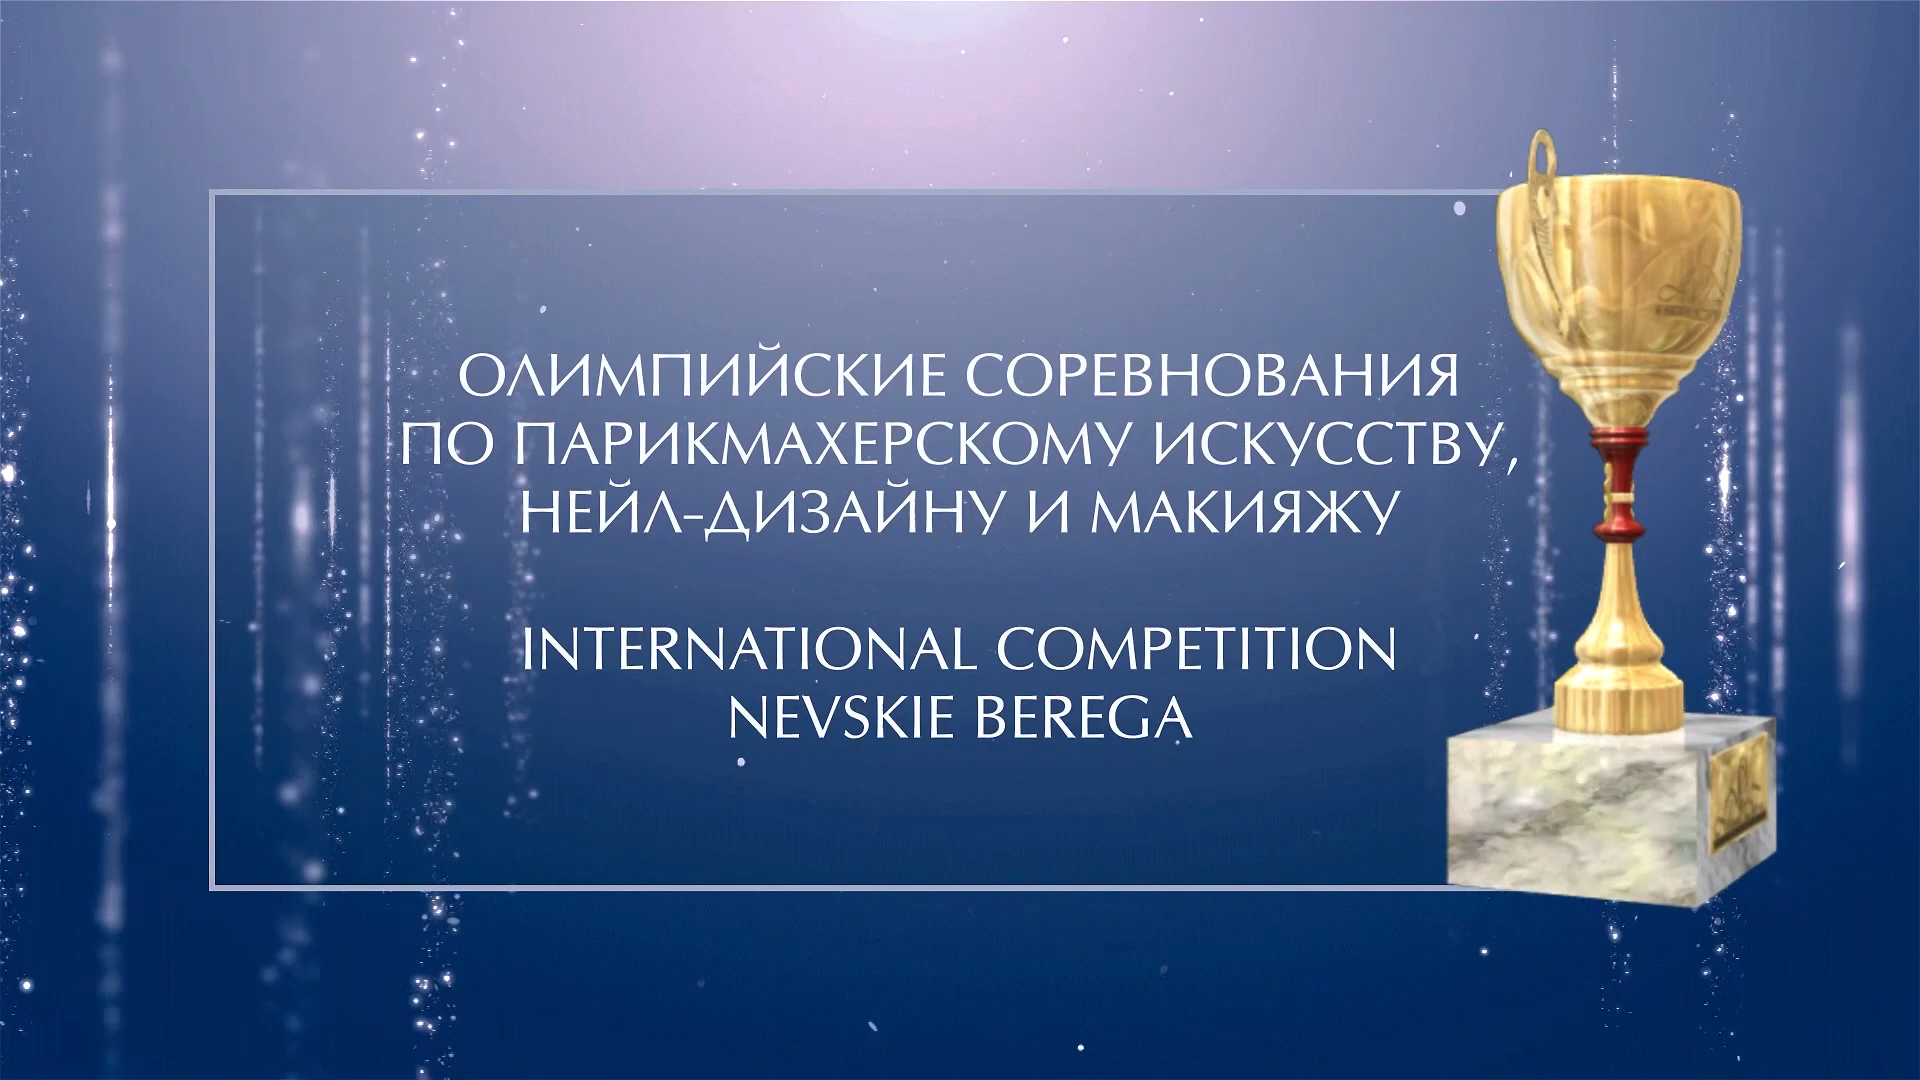 ОЛИМПИЙСКИЕ СОРЕВНОВАНИЯ
ПО ПАРИКМАХЕРСКОМУ ИСКУССТВУ,
НЕЙЛ-ДИЗАЙНУ И МАКИЯЖУ
INTERNATIONAL COMPETITION
NEVSKIE BEREGA